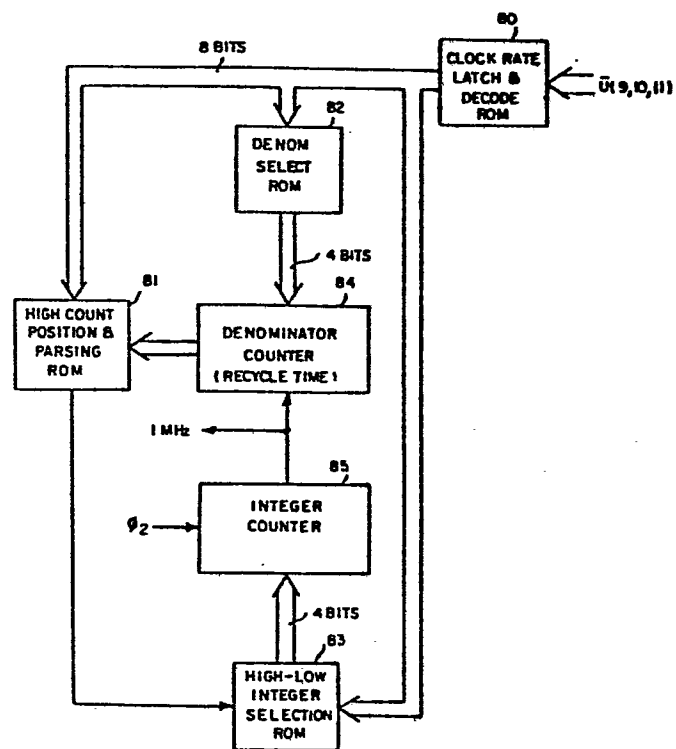 80
8 BITS
CLOCK RATE
LATCH &
DECODE
ROM
Ū(9,10,11)
82
DENOM
SELECT
ROM
4 BITS
81
84
HIGH COUNT
POSITION &
PARSING
ROM
DENOMINATOR
COUNTER
(RECYCLE TIME)
1 MHz
85
INTEGER
COUNTER
Φ2
4 BITS
83
HIGH-LOW
INTEGER
SELECTION
ROM